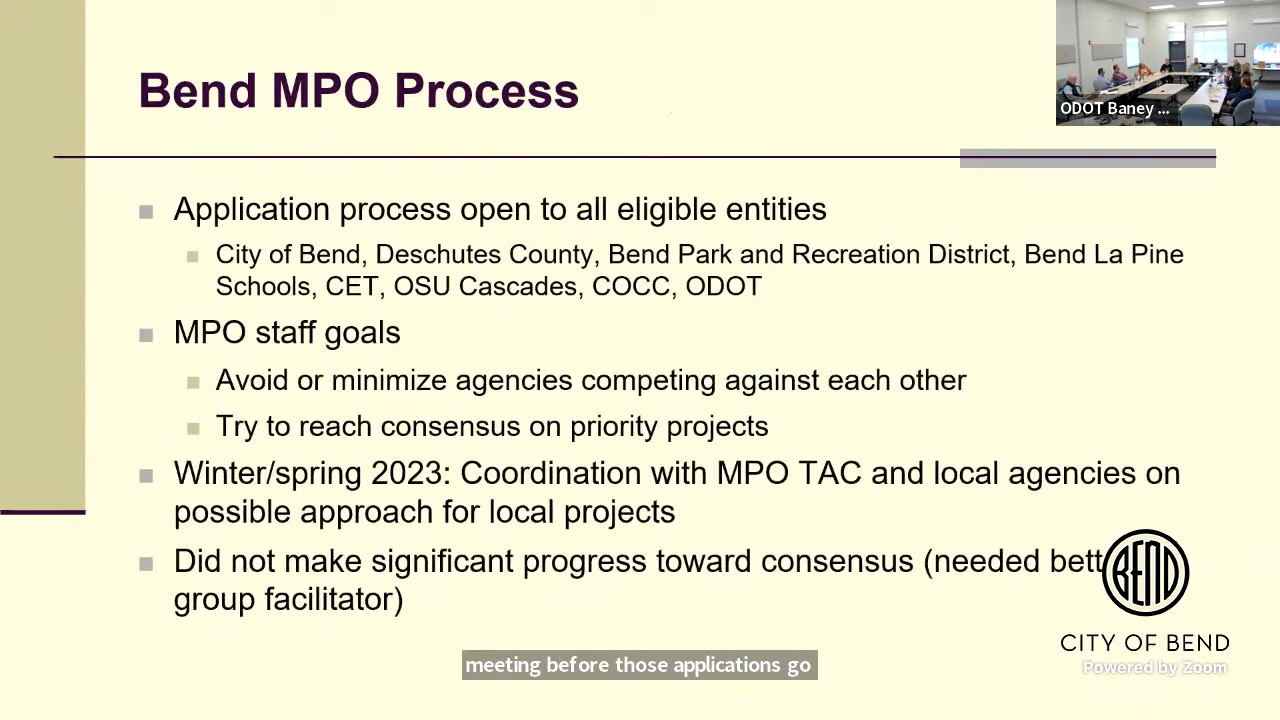 Bend MPO Process
ODOT Baney ...
Application process open to all eligible entities
City of Bend, Deschutes County, Bend Park and Recreation District, Bend La Pine
Schools, CET, OSU Cascades, COCC, ODOT
MPO staff goals
Avoid or minimize agencies competing against each other
Try to reach consensus on priority projects
Winter/spring 2023: Coordination with MPO TAC and local agencies on
possible approach for local projects
Did not make significant progress toward consensus (needed bett
group facilitator)
BEND
CITY OF BEND
Powered by Zoom
meeting before those applications go